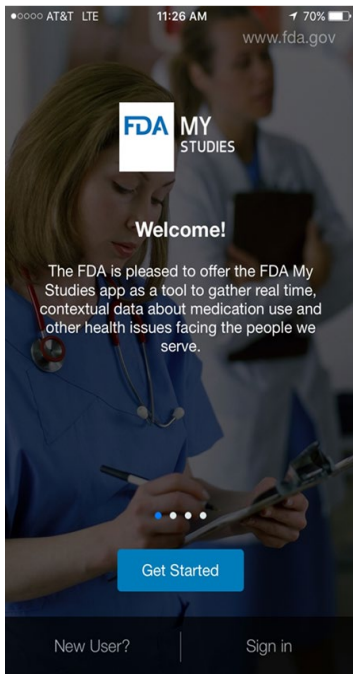 AT&T LTE 11:26 AM 70%
www.fda.gov
FDA MY
STUDIES
Welcome!
The FDA is pleased to offer the FDA My
Studies app as a tool to gather real time,
contextual data about medication use and
other health issues facing the people we
serve.
Get Started
New User? Sign in